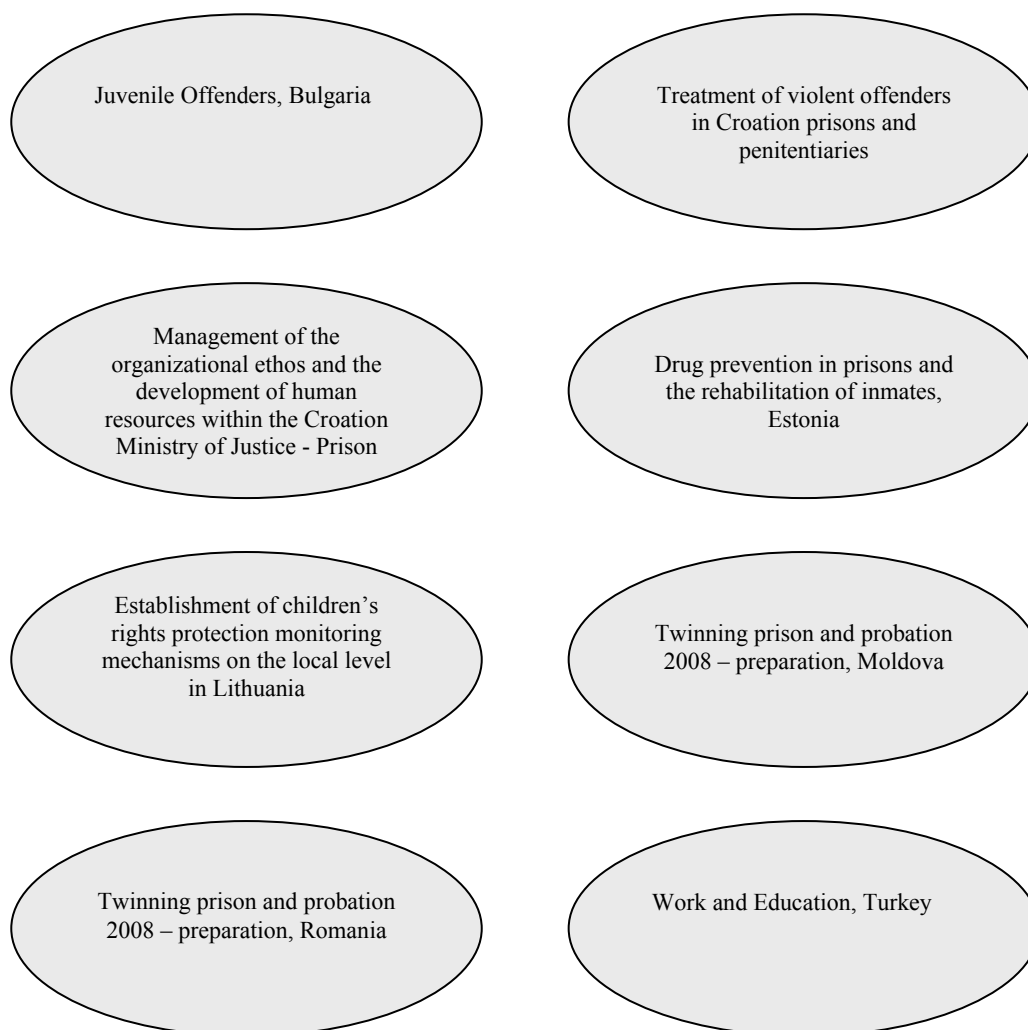 Juvenile Offenders, Bulgaria
Treatment of violent offenders
in Croation prisons and
penitentiaries
Management of the
organizational ethos and the
development of human
resources within the Croation
Ministry of Justice - Prison
Drug prevention in prisons and
the rehabilitation of inmates,
Estonia
Establishment of children’s
rights protection monitoring
mechanisms on the local level
in Lithuania
Twinning prison and probation
2008 – preparation, Moldova
Twinning prison and probation
2008 – preparation, Romania
Work and Education, Turkey